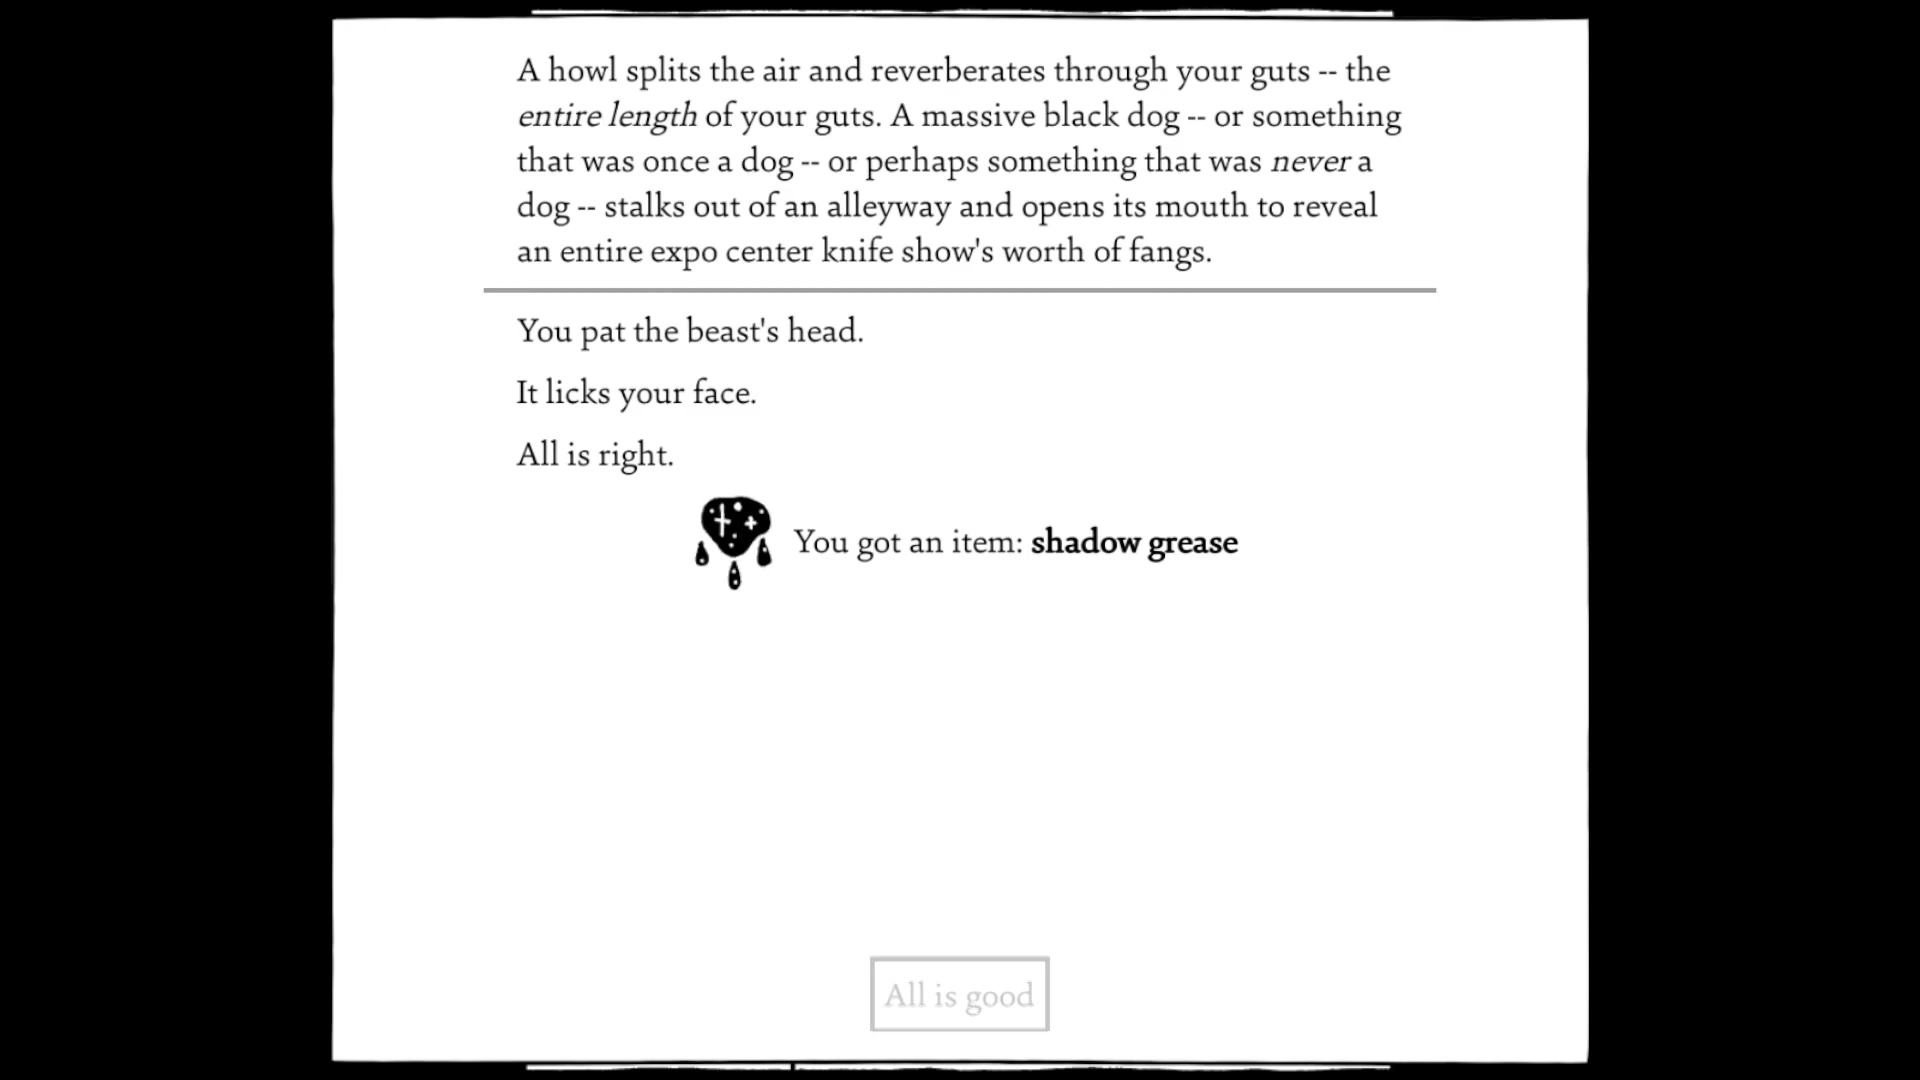 A howl splits the air and reverberates through your guts -- the
entire length of your guts. A massive black dog -- or something
that was once a dog -- or perhaps something that was never a
dog -- stalks out of an alleyway and opens its mouth to reveal
an entire expo center knife show's worth of fangs.
You pat the beast's head.
It licks your face.
All is right.
You got an item: shadow grease
All is good